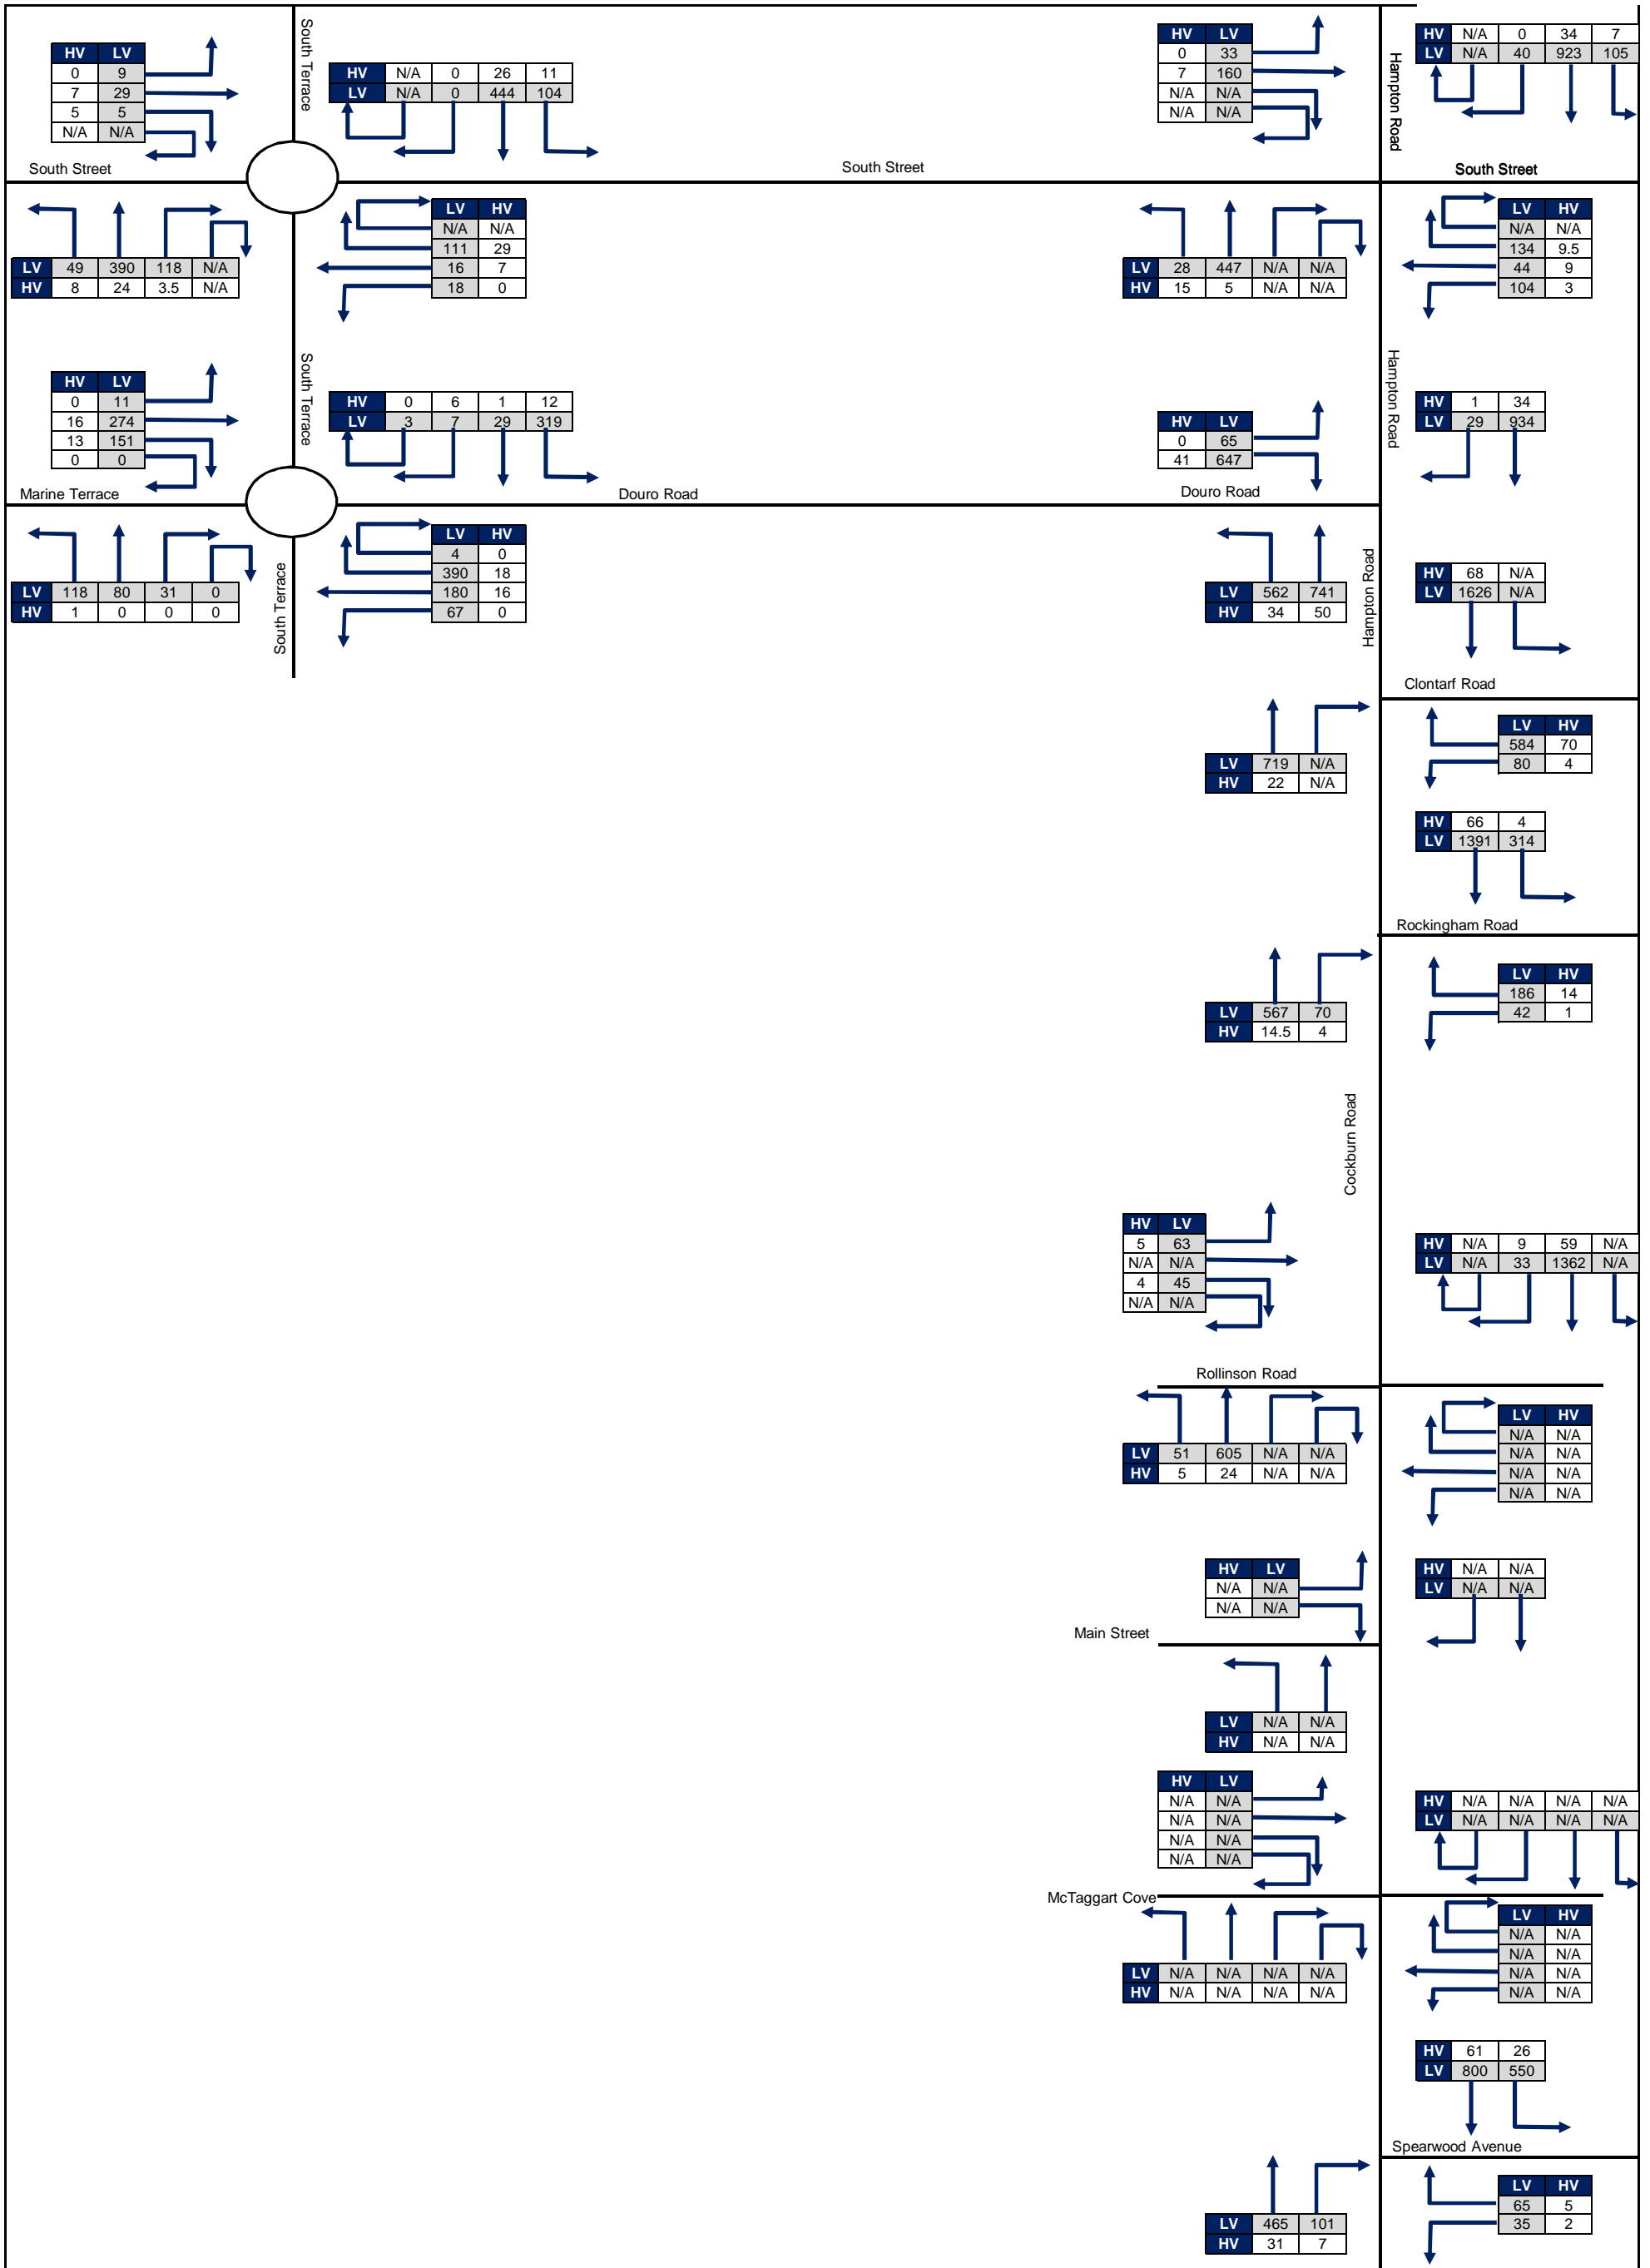 South Terrace
HV LV
0 9
7 29
5 5
N/A N/A
South Street
HV N/A 0 26 11
LV N/A 0 444 104
South Street
HV LV
0 33
7 160
N/A N/A
N/A N/A
Hampton Road
HV N/A 0 34 7
LV N/A 40 923 105
South Street
LV 49 390 118 N/A
HV 8 24 3.5 N/A
LV HV
N/A N/A
111 29
16 7
18 0
LV 28 447 N/A N/A
HV 15 5 N/A N/A
LV HV
N/A N/A
134 9.5
44 9
104 3
HV LV
0 11
16 274
13 151
0 0
Marine Terrace
South Terrace
HV 0 6 1 12
LV 3 7 29 319
Douro Road
HV LV
0 65
41 647
Douro Road
Hampton Road
HV 1 34
LV 29 934
LV 118 80 31 0
HV 1 0 0 0
South Terrace
LV HV
4 0
390 18
180 16
67 0
LV 562 741
HV 34 50
Hampton Road
HV 68 N/A
LV 1626 N/A
Clontarf Road
LV 719 N/A
HV 22 N/A
LV HV
584 70
80 4
HV 66 4
LV 1391 314
Rockingham Road
LV 567 70
HV 14.5 4
LV HV
186 14
42 1
Cockburn Road
HV LV
5 63
N/A N/A
4 45
N/A N/A
HV N/A 9 59 N/A
LV N/A 33 1362 N/A
Rollinson Road
LV 51 605 N/A N/A
HV 5 24 N/A N/A
LV HV
N/A N/A
N/A N/A
N/A N/A
N/A N/A
HV LV
N/A N/A
N/A N/A
Main Street
HV N/A N/A
LV N/A N/A
LV N/A N/A
HV N/A N/A
HV LV
N/A N/A
N/A N/A
N/A N/A
N/A N/A
HV N/A N/A N/A N/A
LV N/A N/A N/A N/A
McTaggart Cove
LV N/A N/A N/A N/A
HV N/A N/A N/A N/A
LV HV
N/A N/A
N/A N/A
N/A N/A
N/A N/A
HV 61 26
LV 800 550
Spearwood Avenue
LV 465 101
HV 31 7
LV HV
65 5
35 2